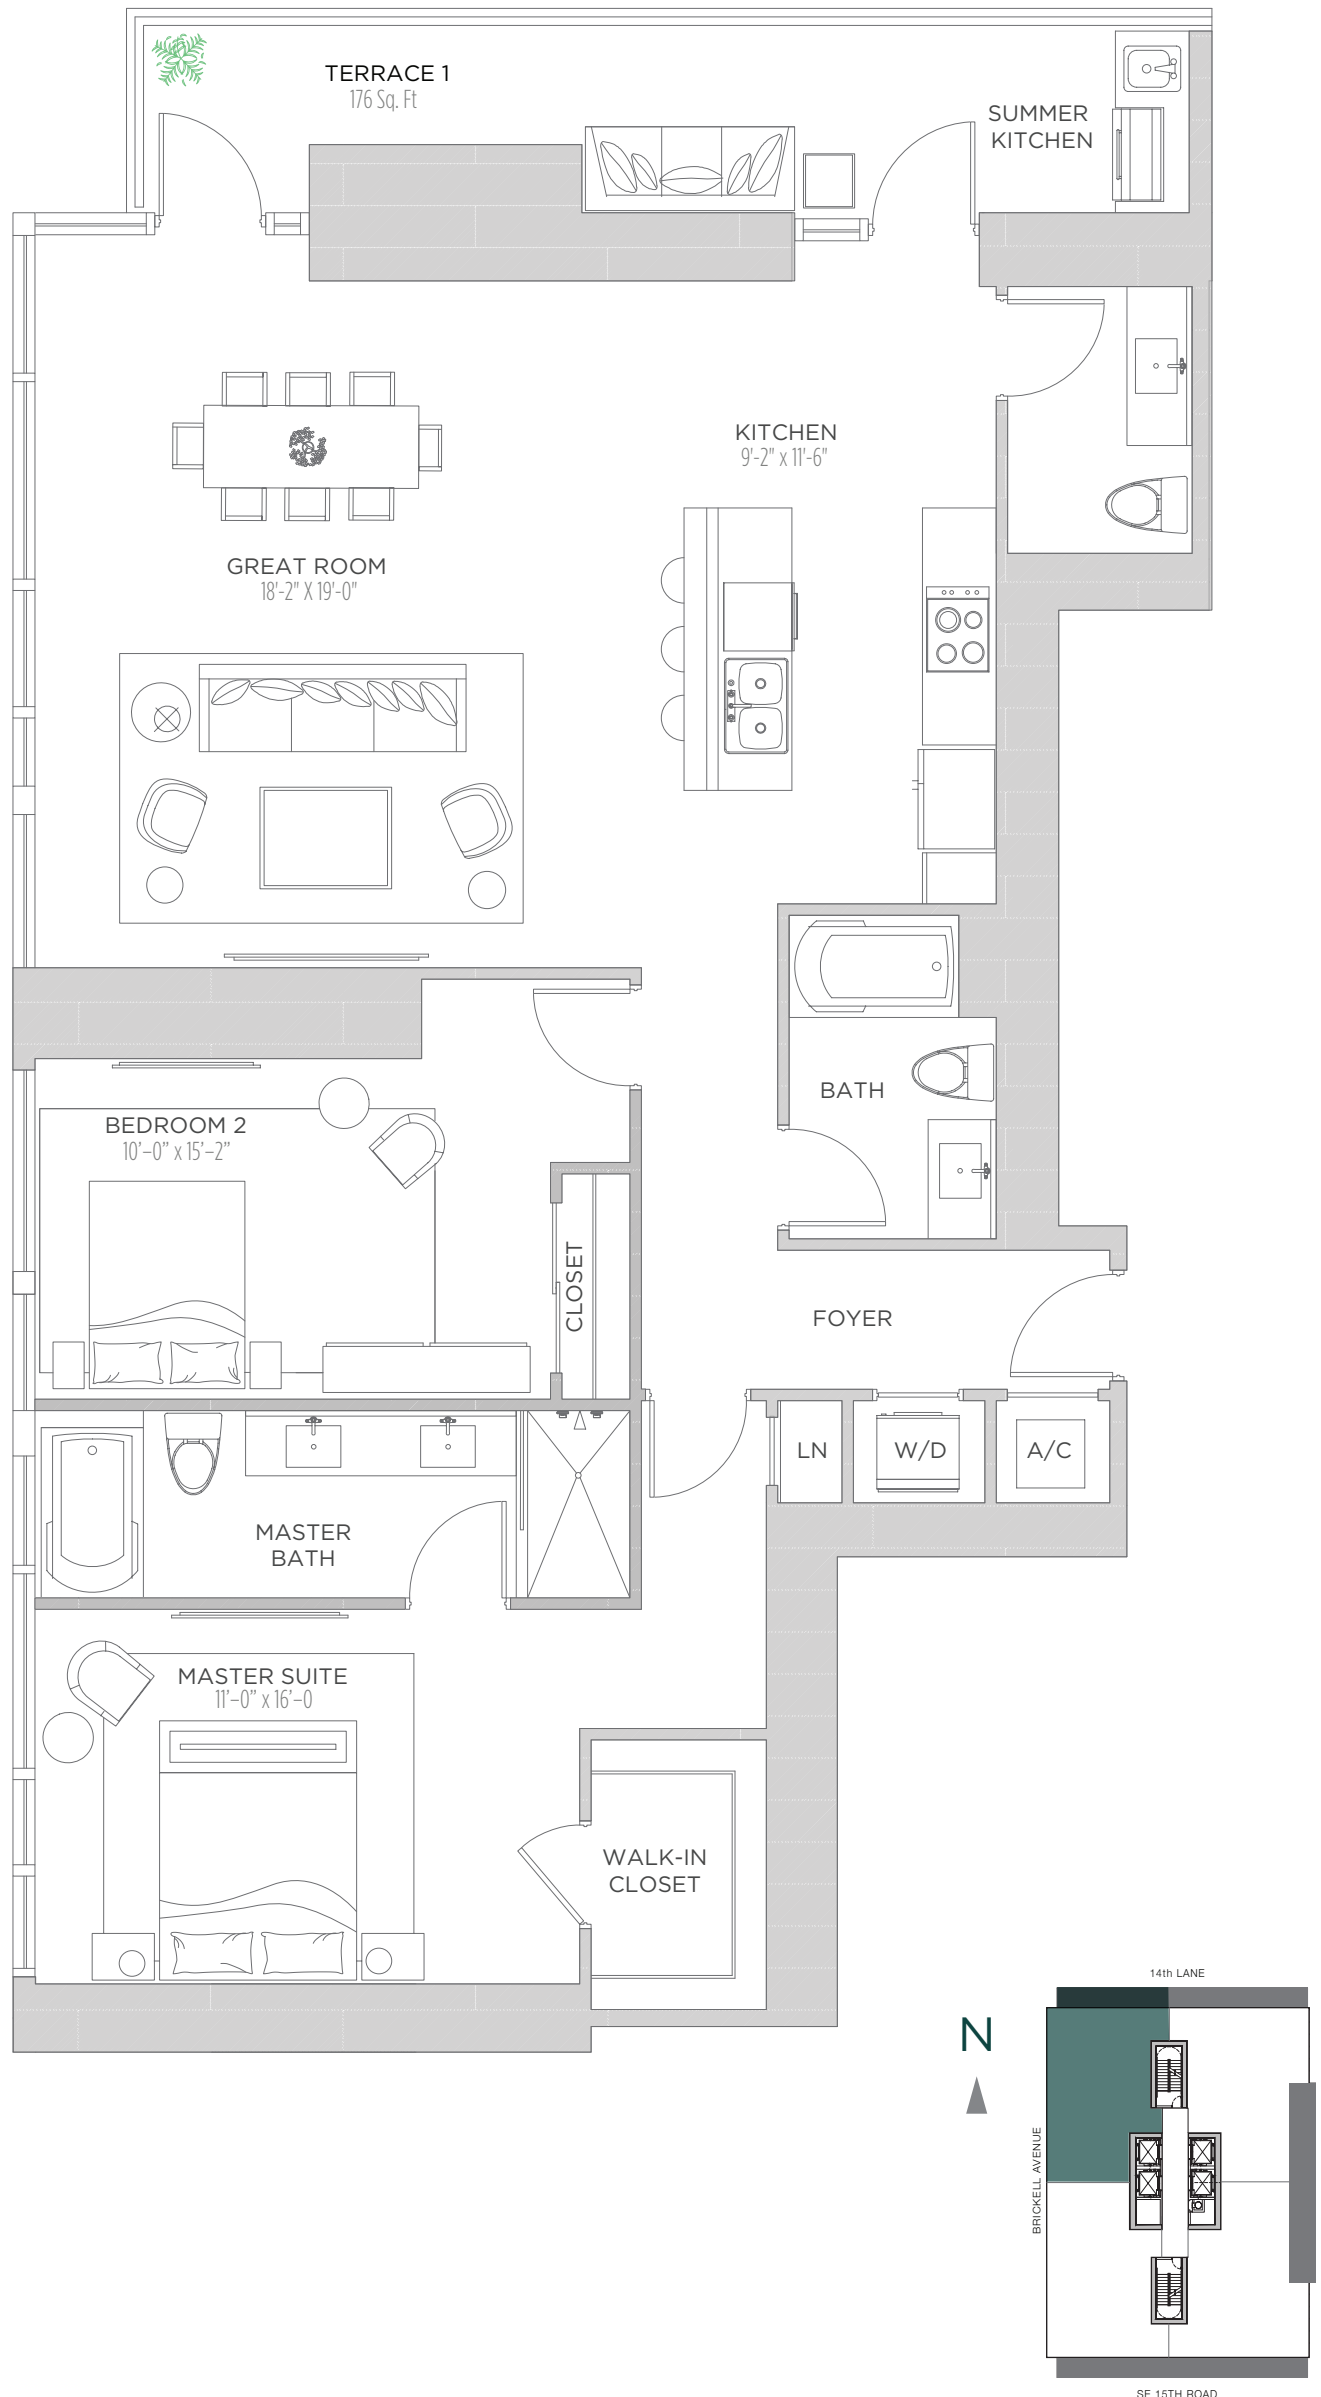 TERRACE 1
176 Sq. Ft
SUMMER
KITCHEN
KITCHEN
9'-2" x 11'-6"
GREAT ROOM
18'-2" X 19'-0"
BATH
BEDROOM 2
10'–0" x 15'–2"
CLOSET
FOYER
LN
W/D
A/C
MASTER
BATH
MASTER SUITE
11'–0" x 16'–0
WALK-IN
CLOSET
14th LANE
N
BRICKELL AVENUE
SE 15TH ROAD